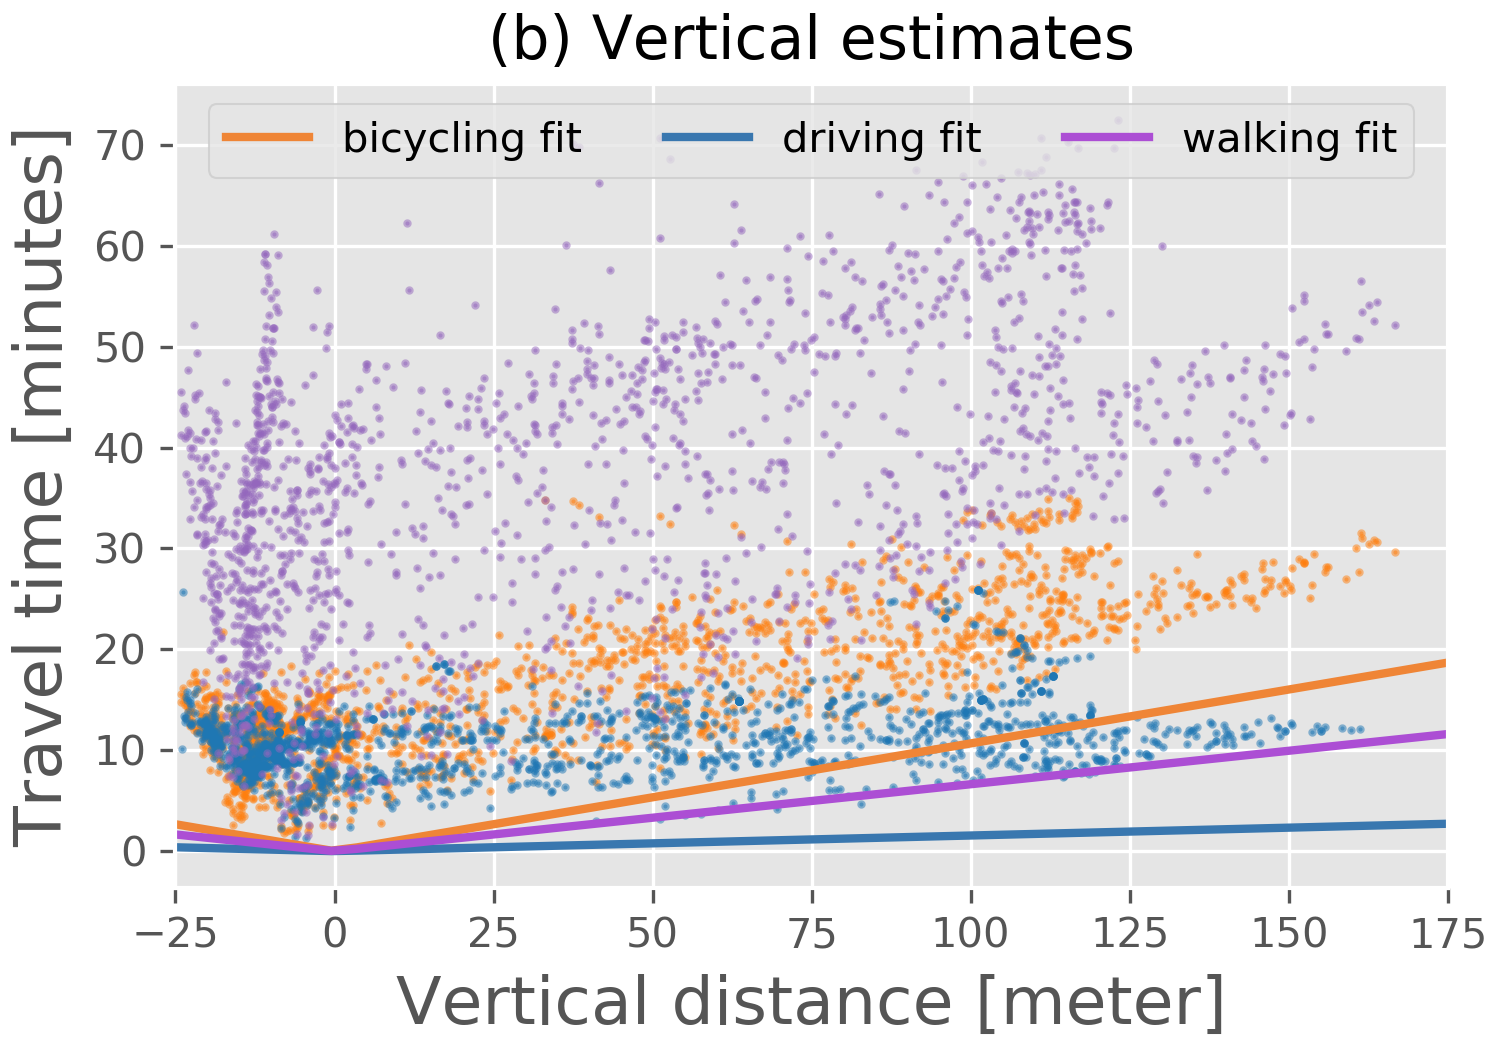 (b) Vertical estimates
bicycling fit driving fit walking fit
Travel time [minutes]
70
60
50
40
30
20
10
0
−25 0 25 50 75 100 125 150 175
Vertical distance [meter]